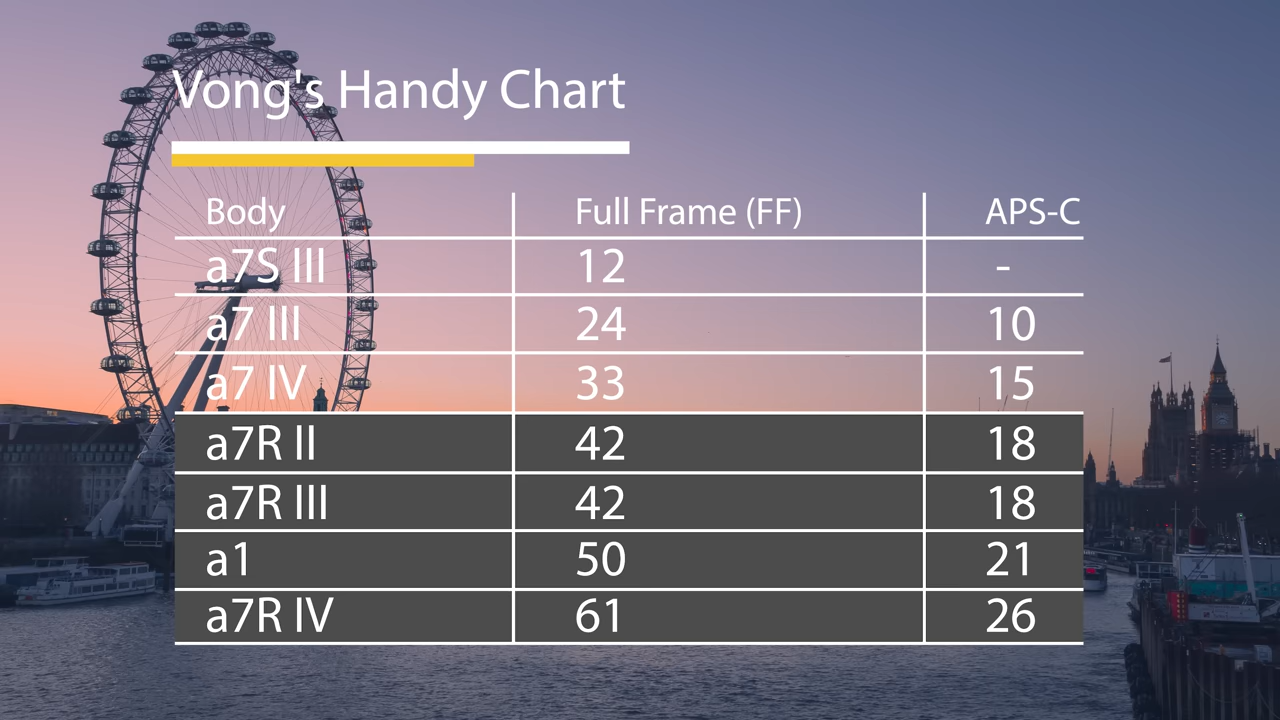 Vong's Handy Chart
Body Full Frame (FF) APS-C
a7S III 12 -
a7 III 24 10
a7 IV 33 15
a7R II 42 18
a7R III 42 18
a1 50 21
a7R IV 61 26